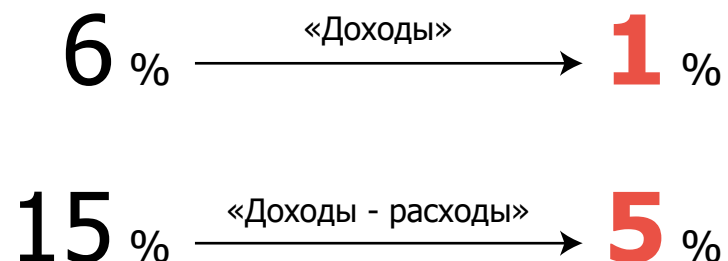 6 % «Доходы» 1 %
15 % «Доходы - расходы» 5 %